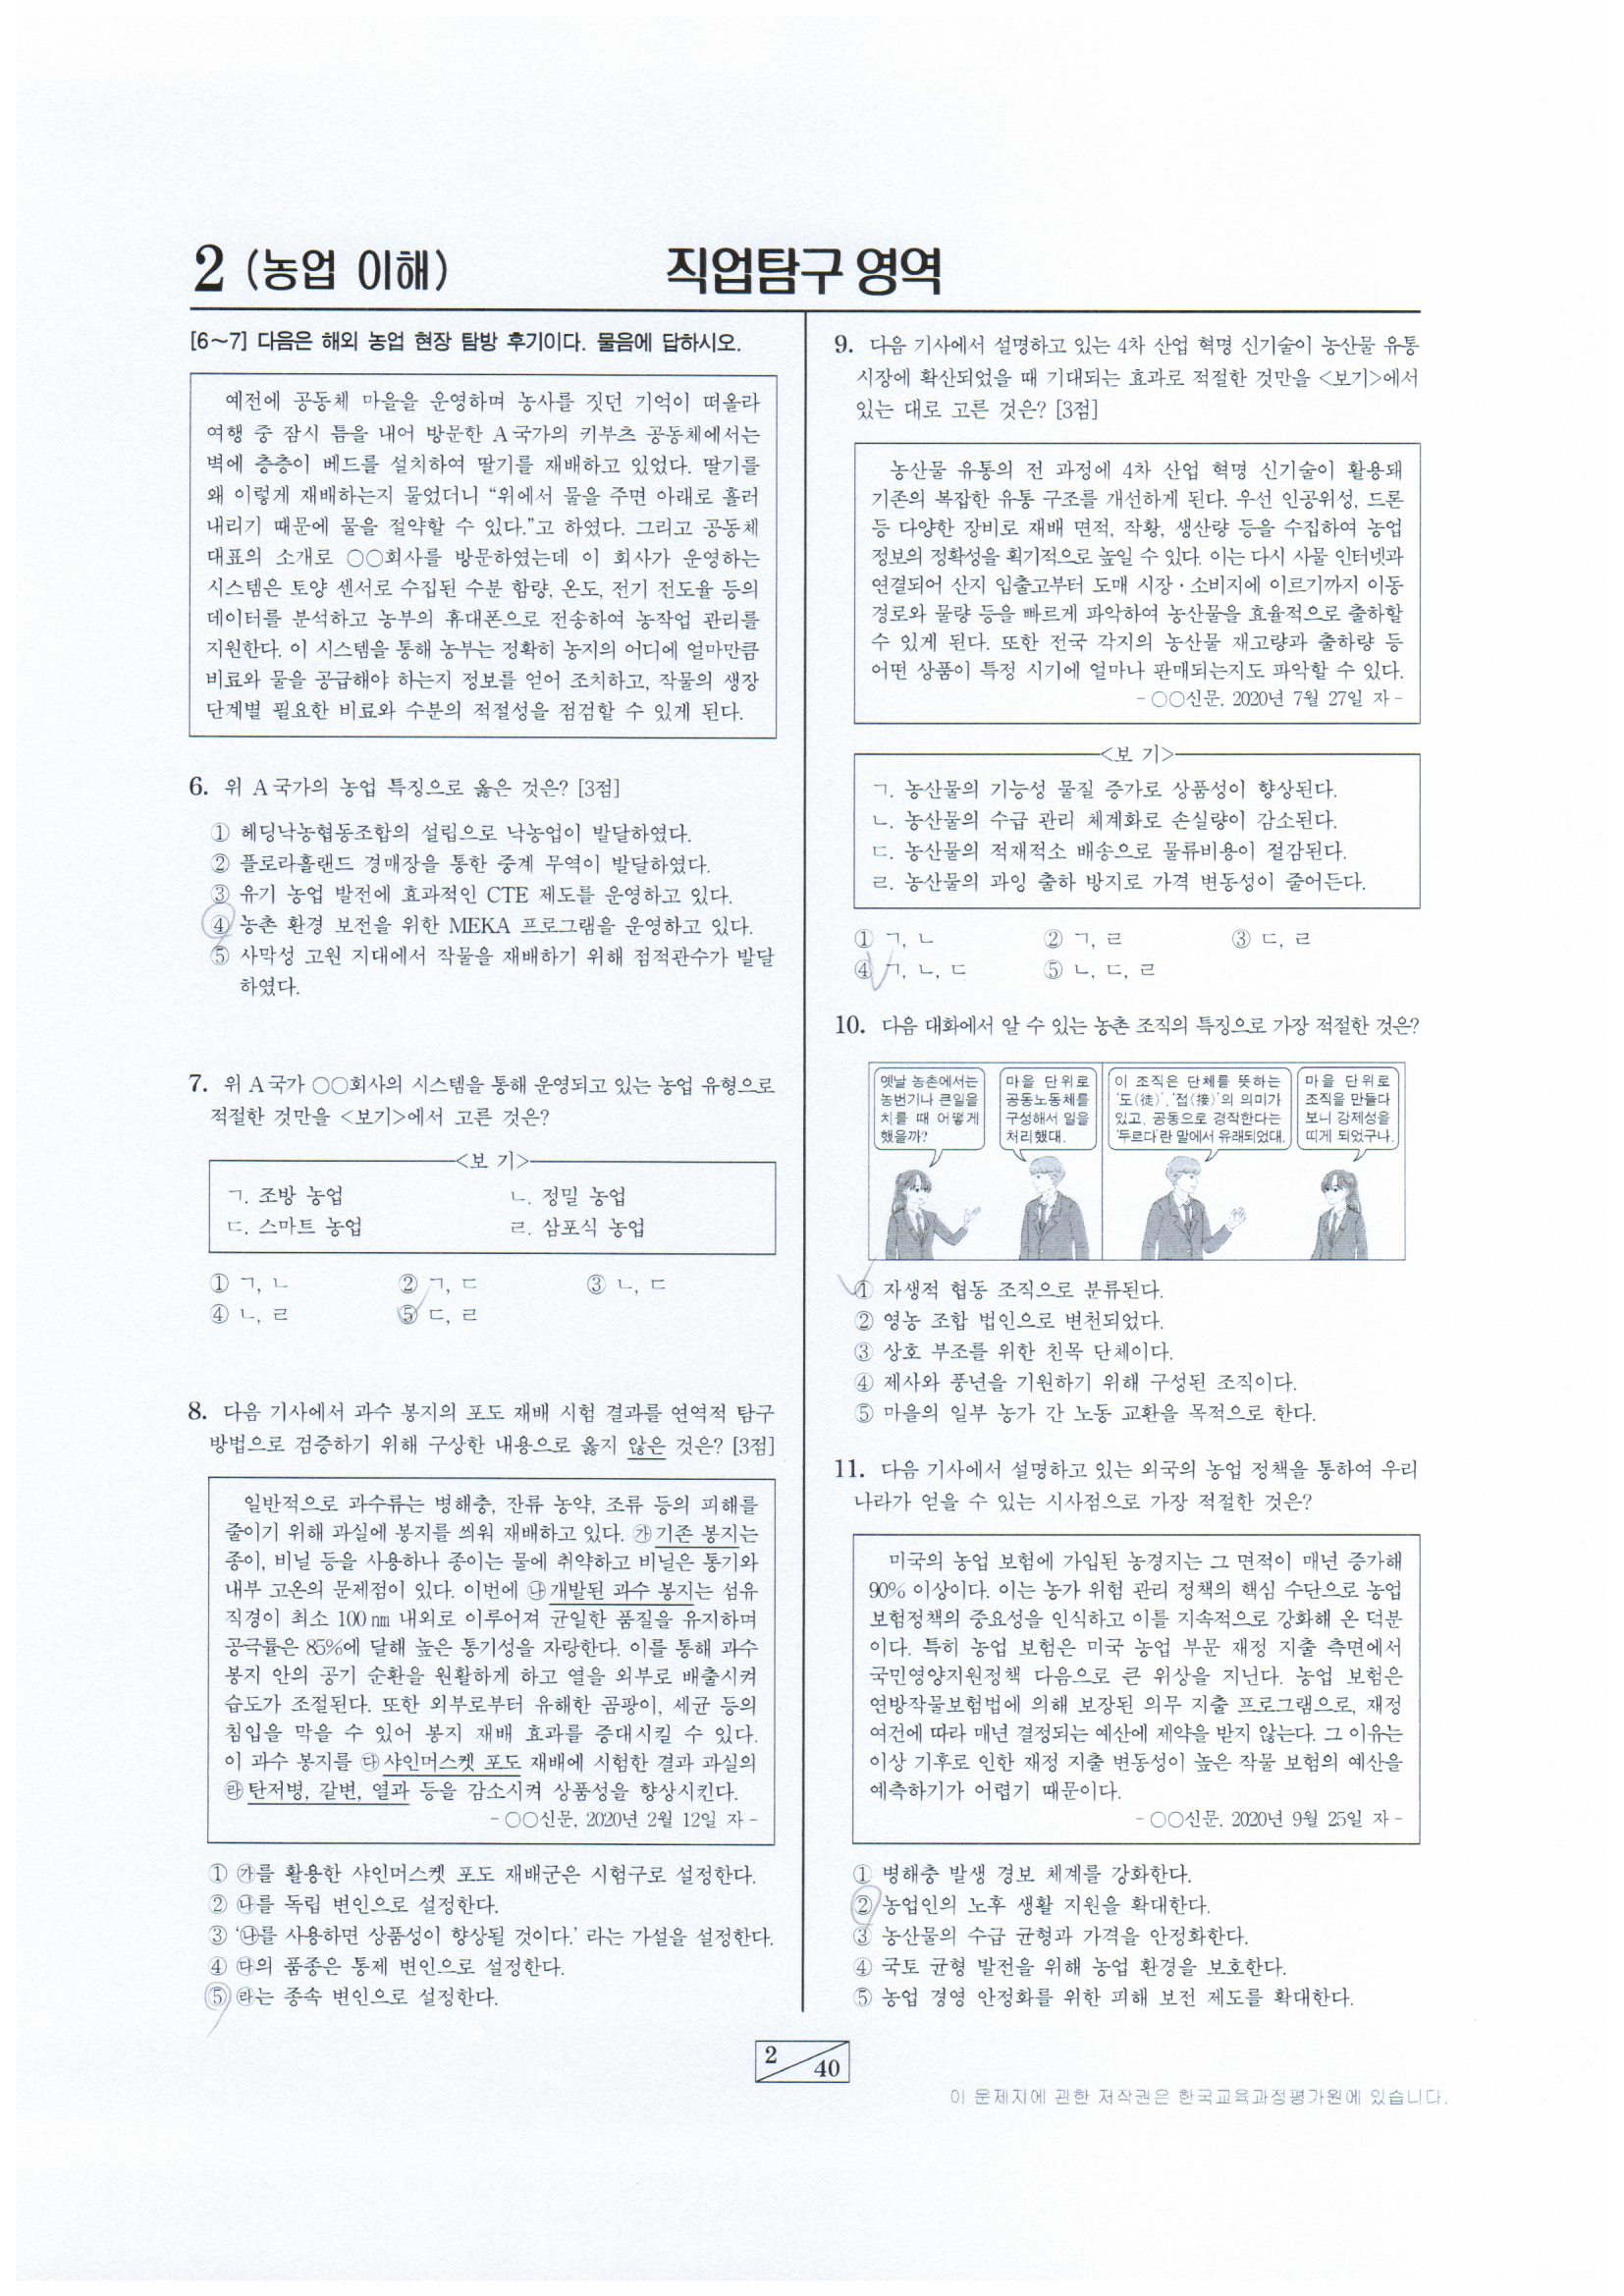 2 (농업 이해)
직업탐구 영역
[6~7] 다음은 해외 농업 현장 탐방 후기이다. 물음에 답하시오.
예전에 공동체 마을을 운영하며 농사를 짓던 기억이 떠올라
여행 중 잠시 틈을 내어 방문한 A국가의 키부츠 공동체에서는
벽에 층층이 베드를 설치하여 딸기를 재배하고 있었다. 딸기를
왜 이렇게 재배하는지 물었더니 “위에서 물을 주면 아래로 흘러
내리기 때문에 물을 절약할 수 있다.”고 하였다. 그리고 공동체
대표의 소개로 ○○회사를 방문하였는데 이 회사가 운영하는
시스템은 토양 센서로 수집된 수분 함량, 온도, 전기 전도율 등의
데이터를 분석하고 농부의 휴대폰으로 전송하여 농작업 관리를
지원한다. 이 시스템을 통해 농부는 정확히 농지의 어디에 얼마만큼
비료와 물을 공급해야 하는지 정보를 얻어 조치하고, 작물의 생장
단계별 필요한 비료와 수분의 적절성을 점검할 수 있게 된다.
6. 위 A국가의 농업 특징으로 옳은 것은? [3점]
① 헤딩낙농협동조합의 설립으로 낙농업이 발달하였다.
② 플로라홀랜드 경매장을 통한 중계 무역이 발달하였다.
③ 유기 농업 발전에 효과적인 CTE 제도를 운영하고 있다.
④ 농촌 환경 보전을 위한 MEKA 프로그램을 운영하고 있다.
⑤ 사막성 고원 지대에서 작물을 재배하기 위해 점적관수가 발달
하였다.
7. 위 A국가 ○○회사의 시스템을 통해 운영되고 있는 농업 유형으로
적절한 것만을 <보기>에서 고른 것은?
<보 기>
ㄱ. 조방 농업 ㄴ. 정밀 농업
ㄷ. 스마트 농업 ㄹ. 삼포식 농업
① ㄱ, ㄴ ② ㄱ, ㄷ ③ ㄴ, ㄷ
④ ㄴ, ㄹ ⑤ ㄷ, ㄹ
8. 다음 기사에서 과수 봉지의 포도 재배 시험 결과를 연역적 탐구
방법으로 검증하기 위해 구상한 내용으로 옳지 않은 것은? [3점]
일반적으로 과수류는 병해충, 잔류 농약, 조류 등의 피해를
줄이기 위해 과실에 봉지를 씌워 재배하고 있다. ㉮기존 봉지는
종이, 비닐 등을 사용하나 종이는 물에 취약하고 비닐은 통기와
내부 고온의 문제점이 있다. 이번에 ㉯개발된 과수 봉지는 섬유
직경이 최소 100㎚ 내외로 이루어져 균일한 품질을 유지하며
공극률은 85%에 달해 높은 통기성을 자랑한다. 이를 통해 과수
봉지 안의 공기 순환을 원활하게 하고 열을 외부로 배출시켜
습도가 조절된다. 또한 외부로부터 유해한 곰팡이, 세균 등의
침입을 막을 수 있어 봉지 재배 효과를 증대시킬 수 있다.
이 과수 봉지를 ㉰샤인머스켓 포도 재배에 시험한 결과 과실의
㉱탄저병, 갈변, 열과 등을 감소시켜 상품성을 향상시킨다.
- ○○신문, 2020년 2월 12일 자 -
① ㉮를 활용한 샤인머스켓 포도 재배군은 시험구로 설정한다.
② ㉯를 독립 변인으로 설정한다.
③ ‘㉯를 사용하면 상품성이 향상될 것이다.’ 라는 가설을 설정한다.
④ ㉰의 품종은 통제 변인으로 설정한다.
⑤ ㉱는 종속 변인으로 설정한다.
9. 다음 기사에서 설명하고 있는 4차 산업 혁명 신기술이 농산물 유통
시장에 확산되었을 때 기대되는 효과로 적절한 것만을 <보기>에서
있는 대로 고른 것은? [3점]
농산물 유통의 전 과정에 4차 산업 혁명 신기술이 활용돼
기존의 복잡한 유통 구조를 개선하게 된다. 우선 인공위성, 드론
등 다양한 장비로 재배 면적, 작황, 생산량 등을 수집하여 농업
정보의 정확성을 획기적으로 높일 수 있다. 이는 다시 사물 인터넷과
연결되어 산지 입출고부터 도매 시장·소비지에 이르기까지 이동
경로와 물량 등을 빠르게 파악하여 농산물을 효율적으로 출하할
수 있게 된다. 또한 전국 각지의 농산물 재고량과 출하량 등
어떤 상품이 특정 시기에 얼마나 판매되는지도 파악할 수 있다.
- ○○신문, 2020년 7월 27일 자 -
<보 기>
ㄱ. 농산물의 기능성 물질 증가로 상품성이 향상된다.
ㄴ. 농산물의 수급 관리 체계화로 손실량이 감소된다.
ㄷ. 농산물의 적재적소 배송으로 물류비용이 절감된다.
ㄹ. 농산물의 과잉 출하 방지로 가격 변동성이 줄어든다.
① ㄱ, ㄴ ② ㄱ, ㄹ ③ ㄷ, ㄹ
④ ㄱ, ㄴ, ㄷ ⑤ ㄴ, ㄷ, ㄹ
10. 다음 대화에서 알 수 있는 농촌 조직의 특징으로 가장 적절한 것은?
옛날 농촌에서는
농번기나 큰일을
치를 때 어떻게
했을까?
마을 단위로
공동노동체를
구성해서 일을
처리했대.
이 조직은 단체를 뜻하는
‘도(徒)’, ‘접(接)’의 의미가
있고, 공동으로 경작한다는
‘두르다’란 말에서 유래되었대.
마을 단위로
조직을 만들다
보니 강제성을
띠게 되었구나.
① 자생적 협동 조직으로 분류된다.
② 영농 조합 법인으로 변천되었다.
③ 상호 부조를 위한 친목 단체이다.
④ 제사와 풍년을 기원하기 위해 구성된 조직이다.
⑤ 마을의 일부 농가 간 노동 교환을 목적으로 한다.
11. 다음 기사에서 설명하고 있는 외국의 농업 정책을 통하여 우리
나라가 얻을 수 있는 시사점으로 가장 적절한 것은?
미국의 농업 보험에 가입된 농경지는 그 면적이 매년 증가해
90% 이상이다. 이는 농가 위험 관리 정책의 핵심 수단으로 농업
보험정책의 중요성을 인식하고 이를 지속적으로 강화해 온 덕분
이다. 특히 농업 보험은 미국 농업 부문 재정 지출 측면에서
국민영양지원정책 다음으로 큰 위상을 지닌다. 농업 보험은
연방작물보험법에 의해 보장된 의무 지출 프로그램으로, 재정
여건에 따라 매년 결정되는 예산에 제약을 받지 않는다. 그 이유는
이상 기후로 인한 재정 지출 변동성이 높은 작물 보험의 예산을
예측하기가 어렵기 때문이다.
- ○○신문, 2020년 9월 25일 자 -
① 병해충 발생 경보 체계를 강화한다.
② 농업인의 노후 생활 지원을 확대한다.
③ 농산물의 수급 균형과 가격을 안정화한다.
④ 국토 균형 발전을 위해 농업 환경을 보호한다.
⑤ 농업 경영 안정화를 위한 피해 보전 제도를 확대한다.
2
40
이 문제지에 관한 저작권은 한국교육과정평가원에 있습니다.